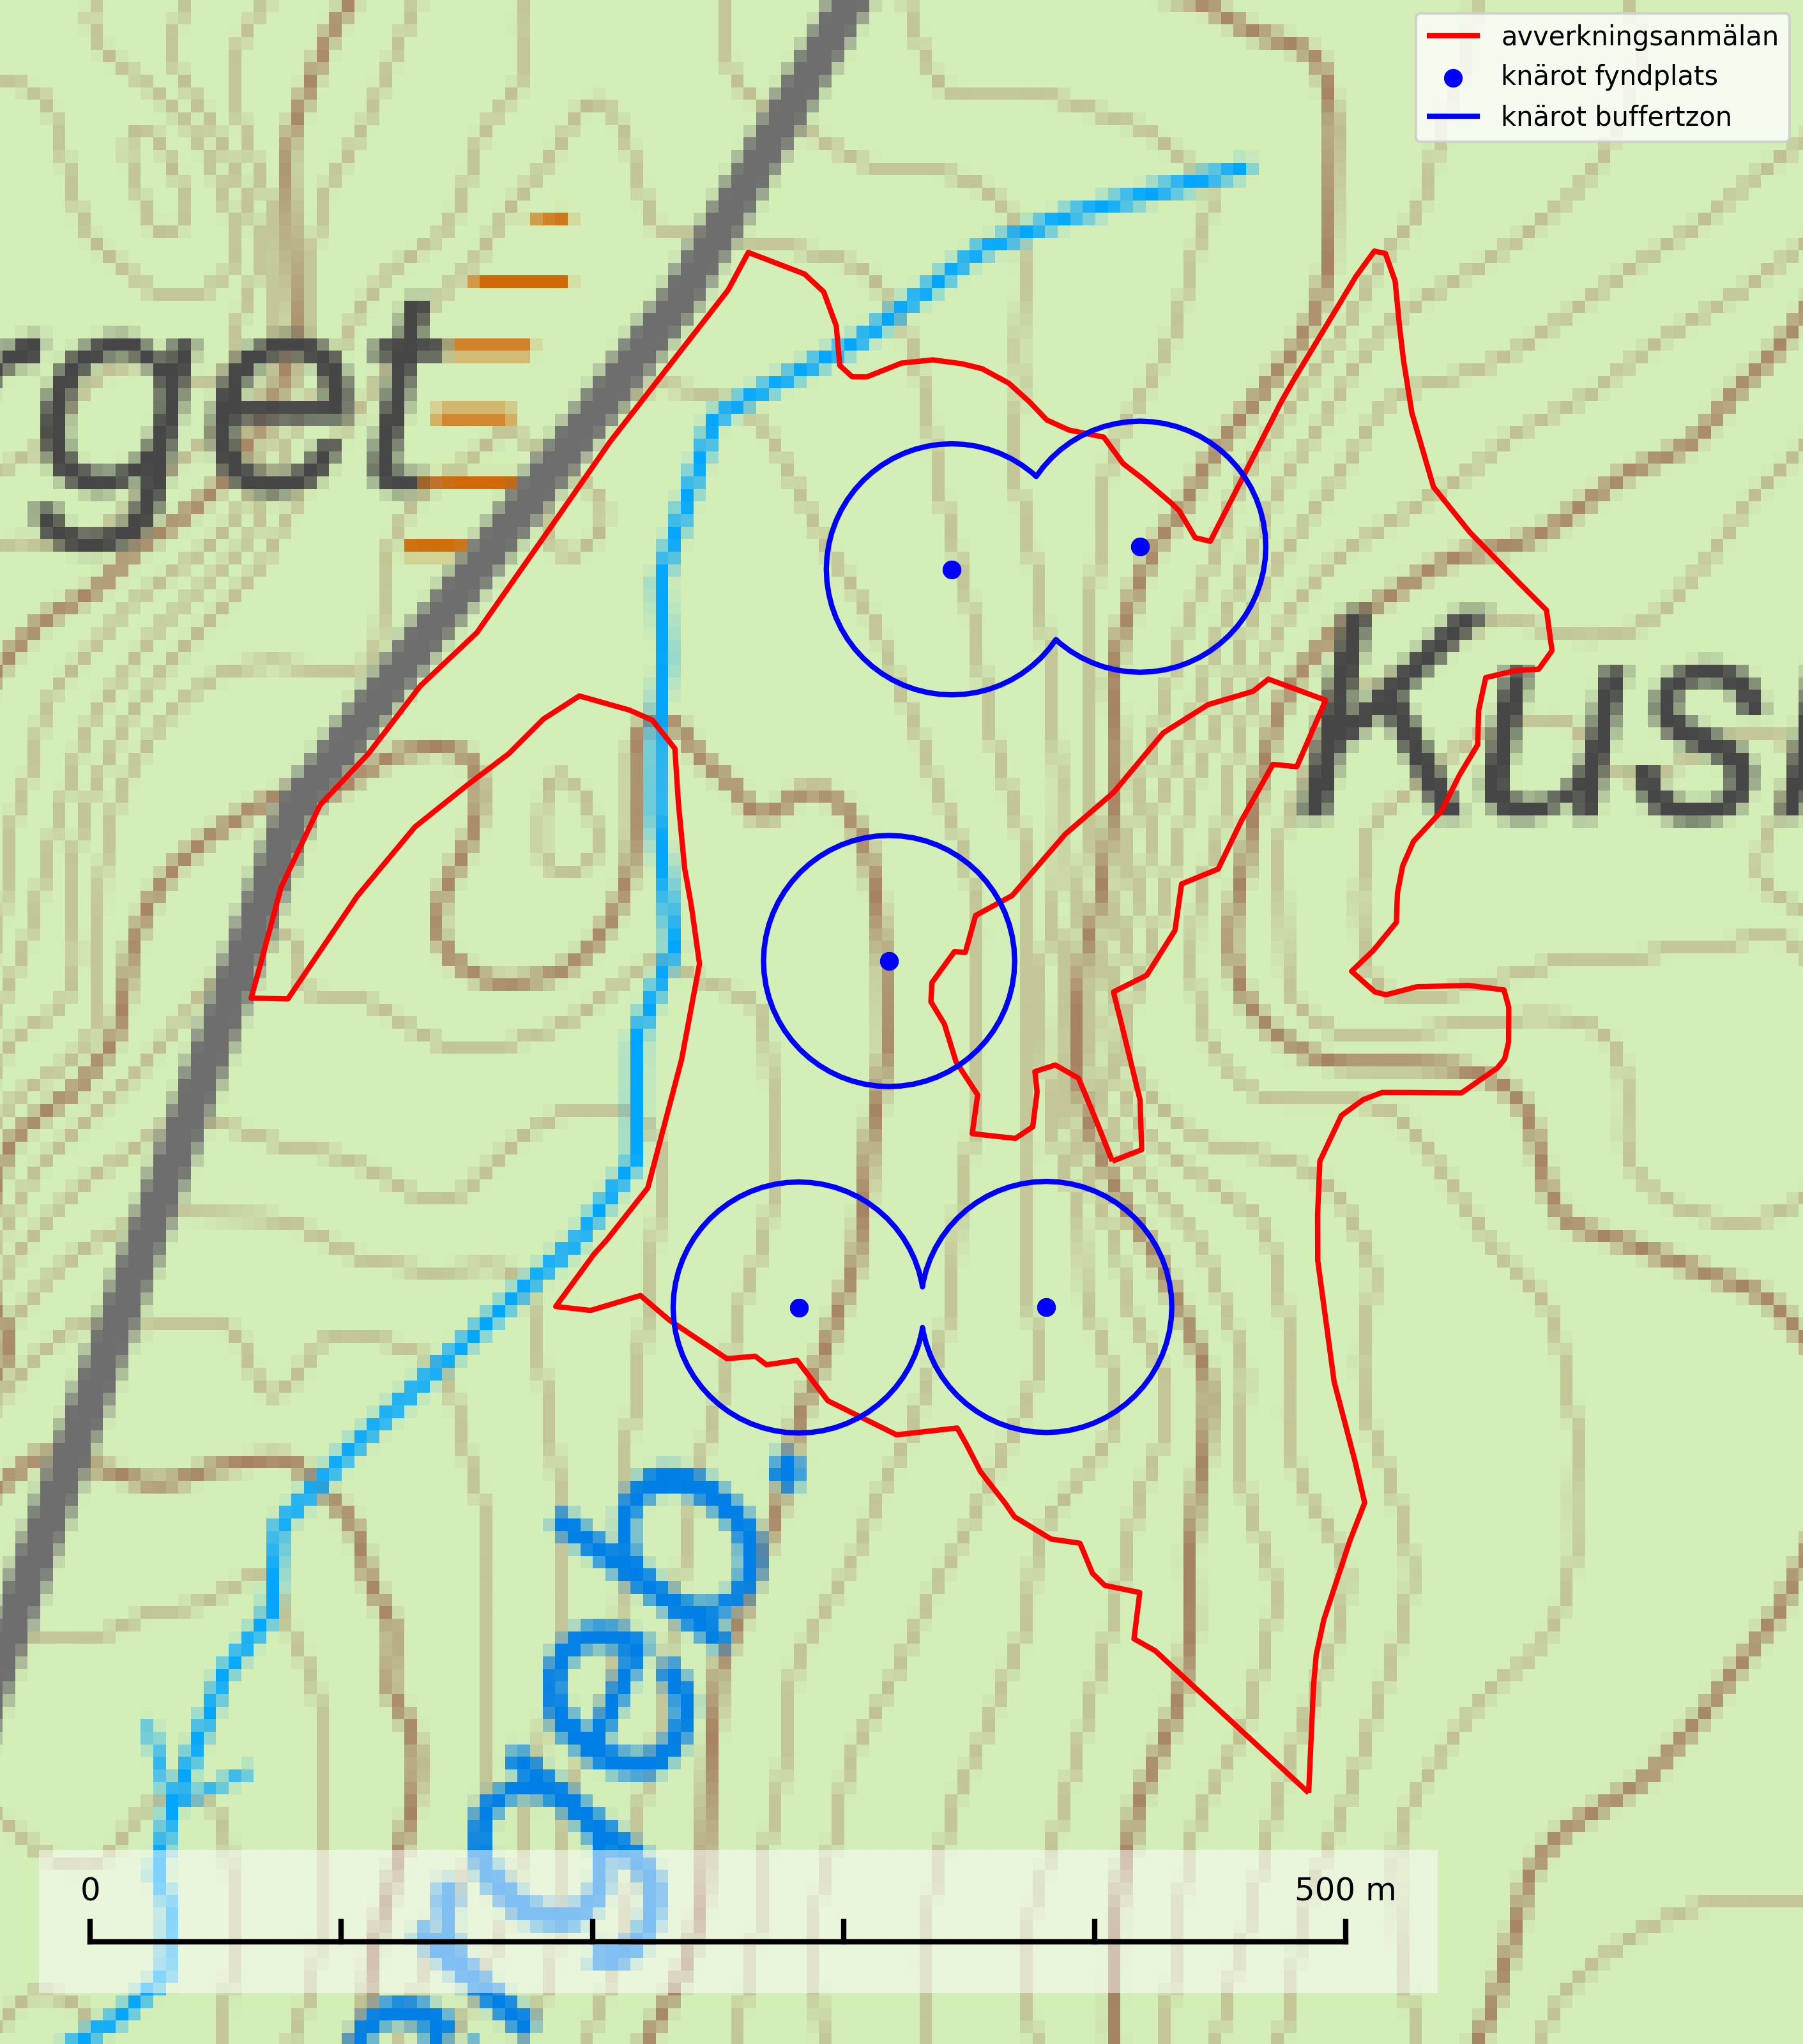 avverkningsanmälan
knärot fyndplats
knärot buffertzon
rget
Kus
0 500 m